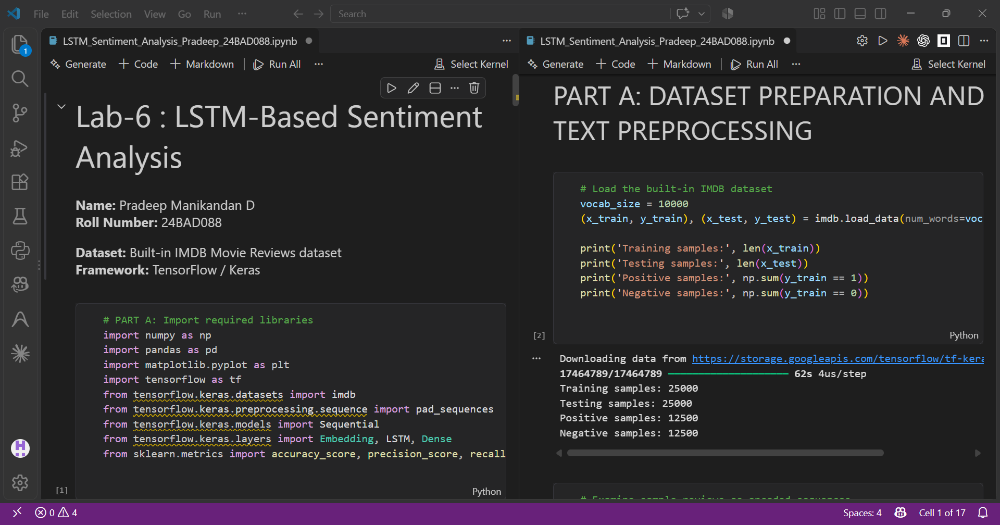 File Edit Selection View Go Run ... Search
LSTM_Sentiment_Analysis_Pradeep_24BAD088.ipynb
Generate + Code + Markdown Run All ... Select Kernel
Lab-6 : LSTM-Based Sentiment
Analysis
Name: Pradeep Manikandan D
Roll Number: 24BAD088
Dataset: Built-in IMDB Movie Reviews dataset
Framework: TensorFlow / Keras
# PART A: Import required libraries
import numpy as np
import pandas as pd
import matplotlib.pyplot as plt
import tensorflow as tf
from tensorflow.keras.datasets import imdb
from tensorflow.keras.preprocessing.sequence import pad_sequences
from tensorflow.keras.models import Sequential
from tensorflow.keras.layers import Embedding, LSTM, Dense
from sklearn.metrics import accuracy_score, precision_score, recall
[1] Python
LSTM_Sentiment_Analysis_Pradeep_24BAD088.ipynb
Generate + Code + Markdown Run All ... Select Kernel
PART A: DATASET PREPARATION AND
TEXT PREPROCESSING
# Load the built-in IMDB dataset
vocab_size = 10000
(x_train, y_train), (x_test, y_test) = imdb.load_data(num_words=voc
print('Training samples:', len(x_train))
print('Testing samples:', len(x_test))
print('Positive samples:', np.sum(y_train == 1))
print('Negative samples:', np.sum(y_train == 0))
[2] Python
Downloading data from https://storage.googleapis.com/tensorflow/tf-kera
17464789/17464789 62s 4us/step
Training samples: 25000
Testing samples: 25000
Positive samples: 12500
Negative samples: 12500
# Examine sample reviews as encoded sequences
1
H
0 4 Spaces: 4 Cell 1 of 17